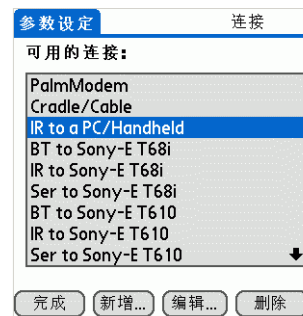 参数设定 连接
可用的连接:
PalmModem
Cradle/Cable
IR to a PC/Handheld
BT to Sony-E T68i
IR to Sony-E T68i
Ser to Sony-E T68i
BT to Sony-E T610
IR to Sony-E T610
Ser to Sony-E T610
完成 新增... 编辑... 删除